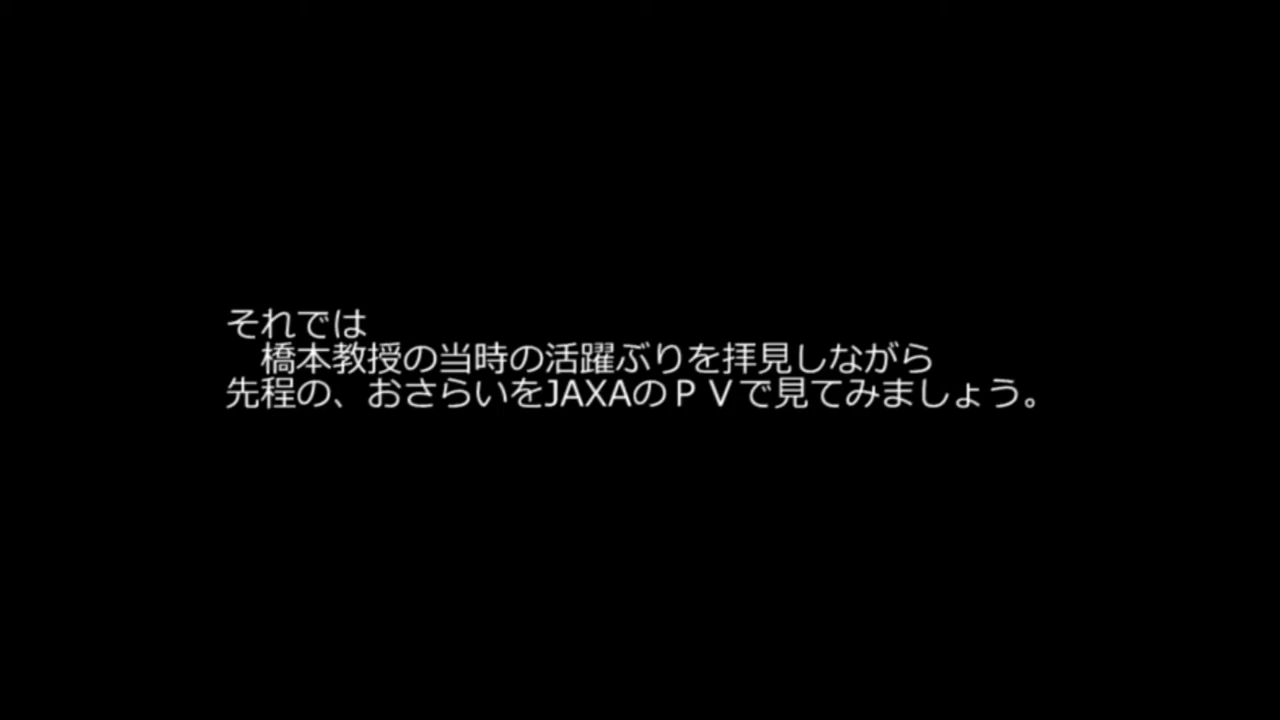 それでは
　橋本教授の当時の活躍ぶりを拝見しながら
先程の、おさらいをJAXAのＰＶで見てみましょう。